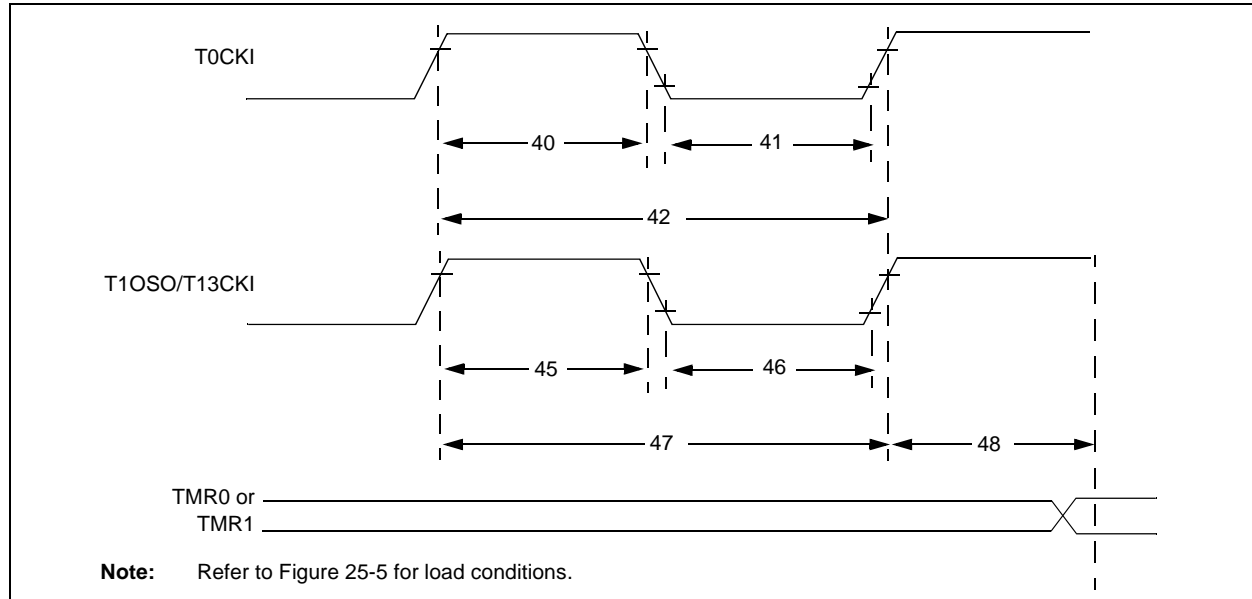 T0CKI
40
41
42
T1OSO/T13CKI
45
46
47
48
TMR0 or
TMR1
Note: Refer to Figure 25-5 for load conditions.